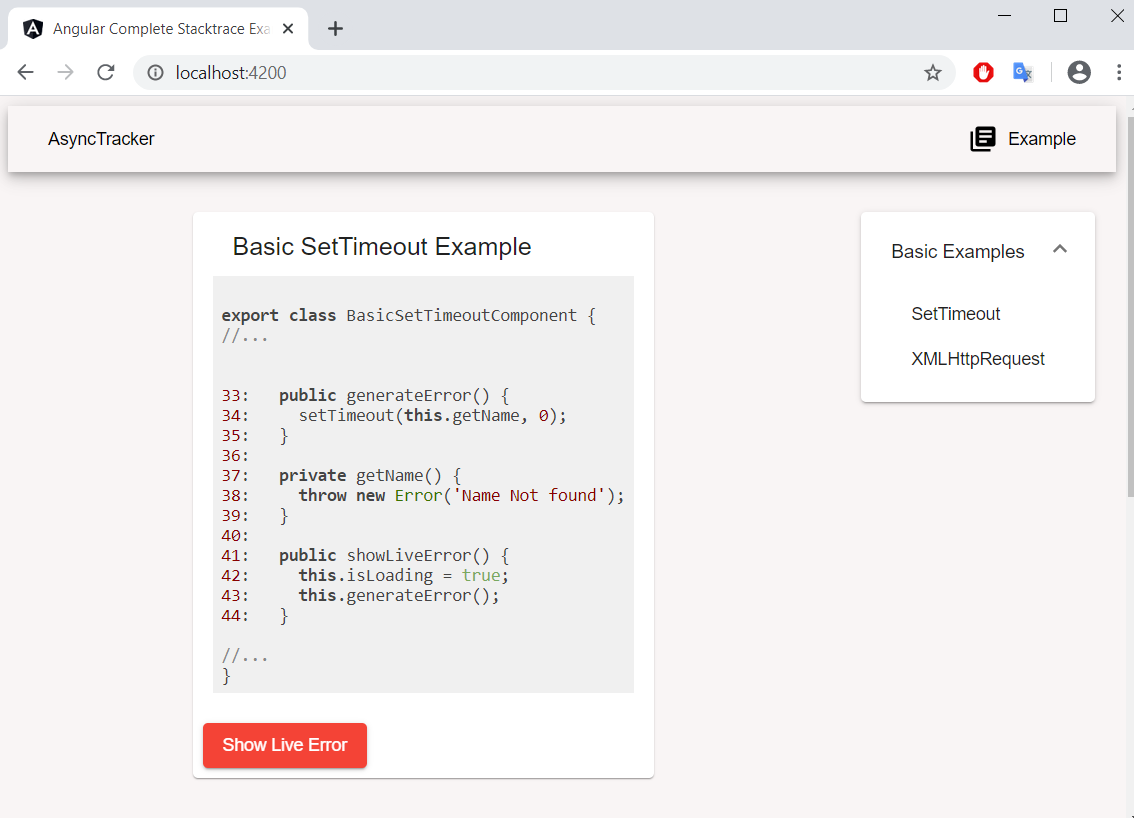 Angular Complete Stacktrace Exa
localhost:4200
AsyncTracker
Example
Basic SetTimeout Example
export class BasicSetTimeoutComponent {
//...
33:   public generateError() {
34:     setTimeout(this.getName, 0);
35:   }
36:
37:   private getName() {
38:     throw new Error('Name Not found');
39:   }
40:
41:   public showLiveError() {
42:     this.isLoading = true;
43:     this.generateError();
44:   }
//...
}
Show Live Error
Basic Examples
SetTimeout
XMLHttpRequest